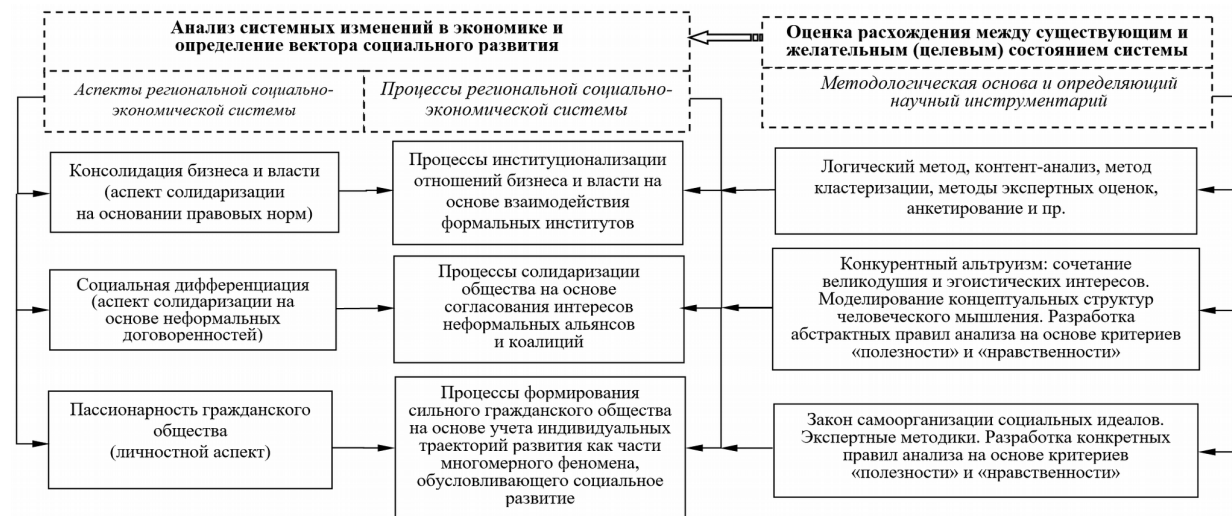 Анализ системных изменений в экономике и
определение вектора социального развития
Оценка расхождения между существующим и
желательным (целевым) состоянием системы
Аспекты региональной социально-
экономической системы
Процессы региональной социально-
экономической системы
Методологическая основа и определяющий
научный инструментарий
Консолидация бизнеса и власти
(аспект солидаризации
на основании правовых норм)
Процессы институционализации
отношений бизнеса и власти на
основе взаимодействия
формальных институтов
Логический метод, контент-анализ, метод
кластеризации, методы экспертных оценок,
анкетирование и пр.
Социальная дифференциация
(аспект солидаризации на
основе неформальных
договоренностей)
Процессы солидаризации
общества на основе
согласования интересов
неформальных альянсов
и коалиций
Конкурентный альтруизм: сочетание
великодушия и эгоистических интересов.
Моделирование концептуальных структур
человеческого мышления. Разработка
абстрактных правил анализа на основе критериев
«полезности» и «нравственности»
Пассионарность гражданского
общества
(личностный аспект)
Процессы формирования
сильного гражданского общества
на основе учета индивидуальных
траекторий развития как части
многомерного феномена,
обусловливающего социальное
развитие
Закон самоорганизации социальных идеалов.
Экспертные методики. Разработка конкретных
правил анализа на основе критериев
«полезности» и «нравственности»